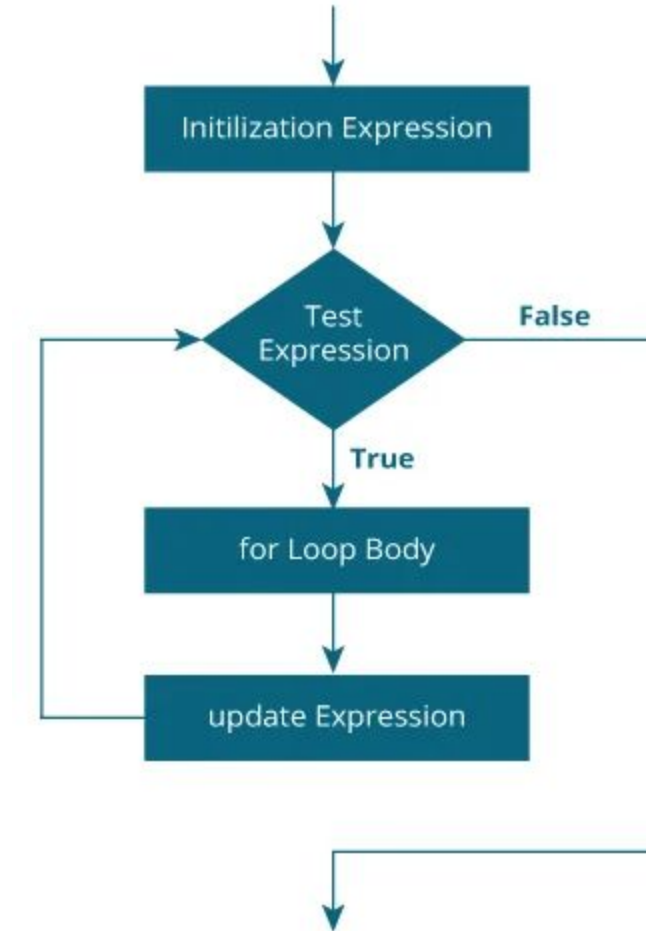 Initilization Expression
Test
Expression
False
True
for Loop Body
update Expression